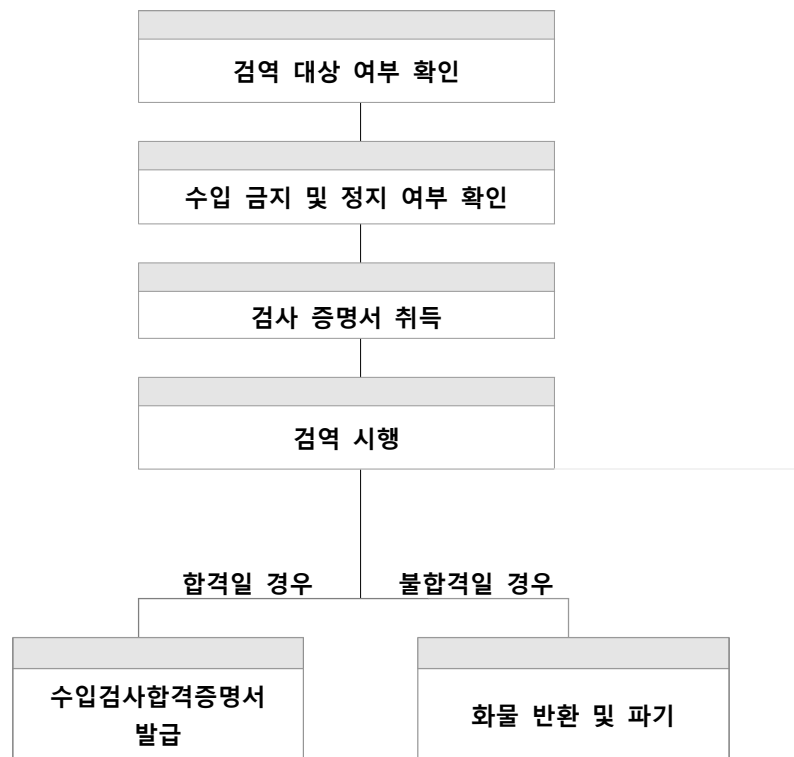 검역 대상 여부 확인
수입 금지 및 정지 여부 확인
검사 증명서 취득
검역 시행
합격일 경우
불합격일 경우
수입검사합격증명서
발급
화물 반환 및 파기